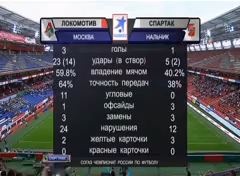 ЛОКОМОТИВ СПАРТАК
МОСКВА НАЛЬЧИК
3 голы 1
23 (14) удары (в створ) 5 (2)
59.8% владение мячом 40.2%
64% точность передач 38%
11 угловые 0
1 офсайды 3
3 замены 3
24 нарушения 12
2 желтые карточки 3
0 красные карточки 0
СОГАЗ ЧЕМПИОНАТ РОССИИ ПО ФУТБОЛУ